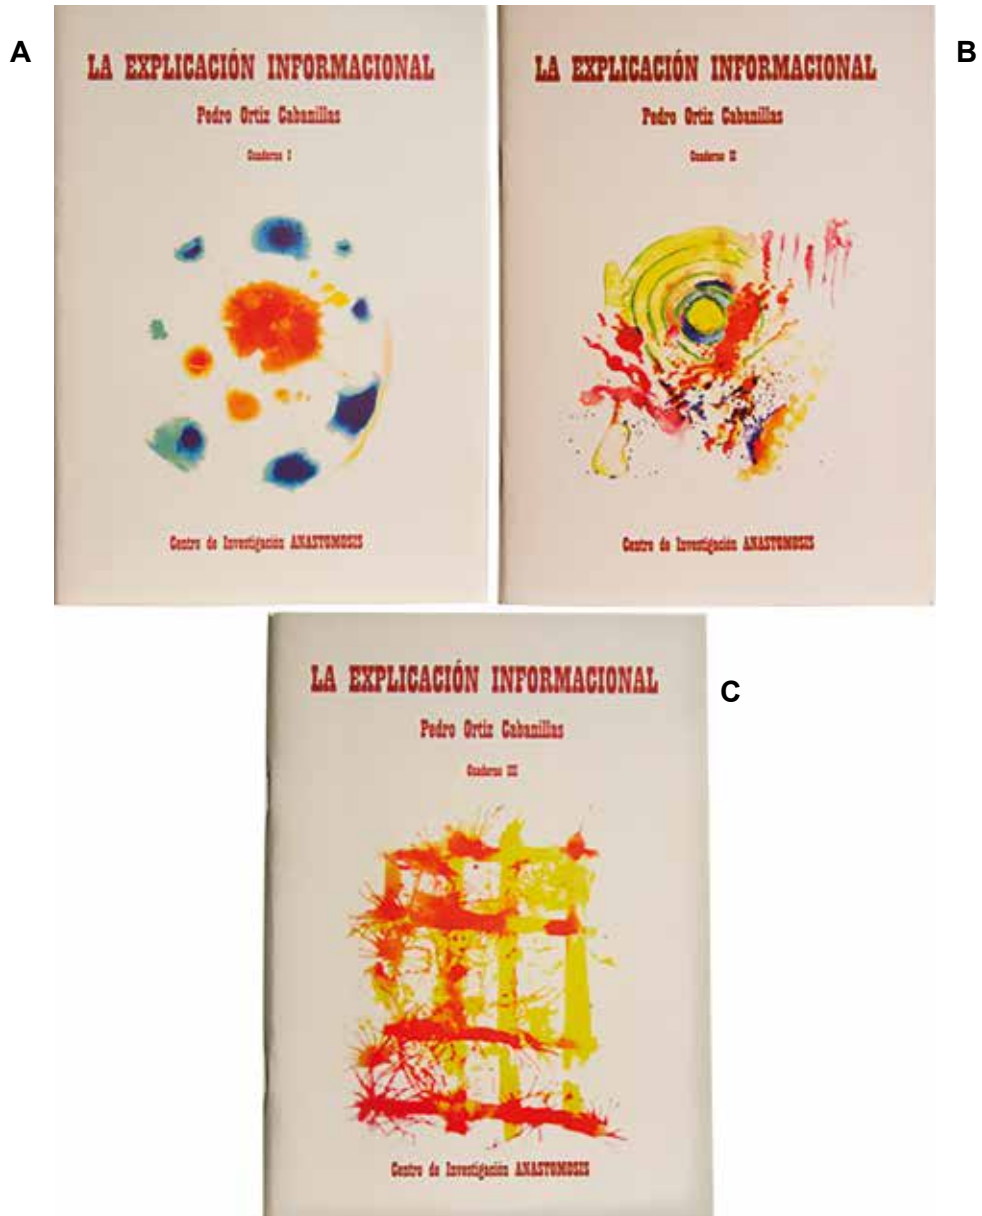 A
LA EXPLICACIÓN INFORMACIONAL
Pedro Ortiz Cabanillas
Cuaderno I
Centro de Investigación ANASTOMOSIS
B
LA EXPLICACIÓN INFORMACIONAL
Pedro Ortiz Cabanillas
Cuaderno II
Centro de Investigación ANASTOMOSIS
C
LA EXPLICACIÓN INFORMACIONAL
Pedro Ortiz Cabanillas
Cuaderno III
Centro de Investigación ANASTOMOSIS